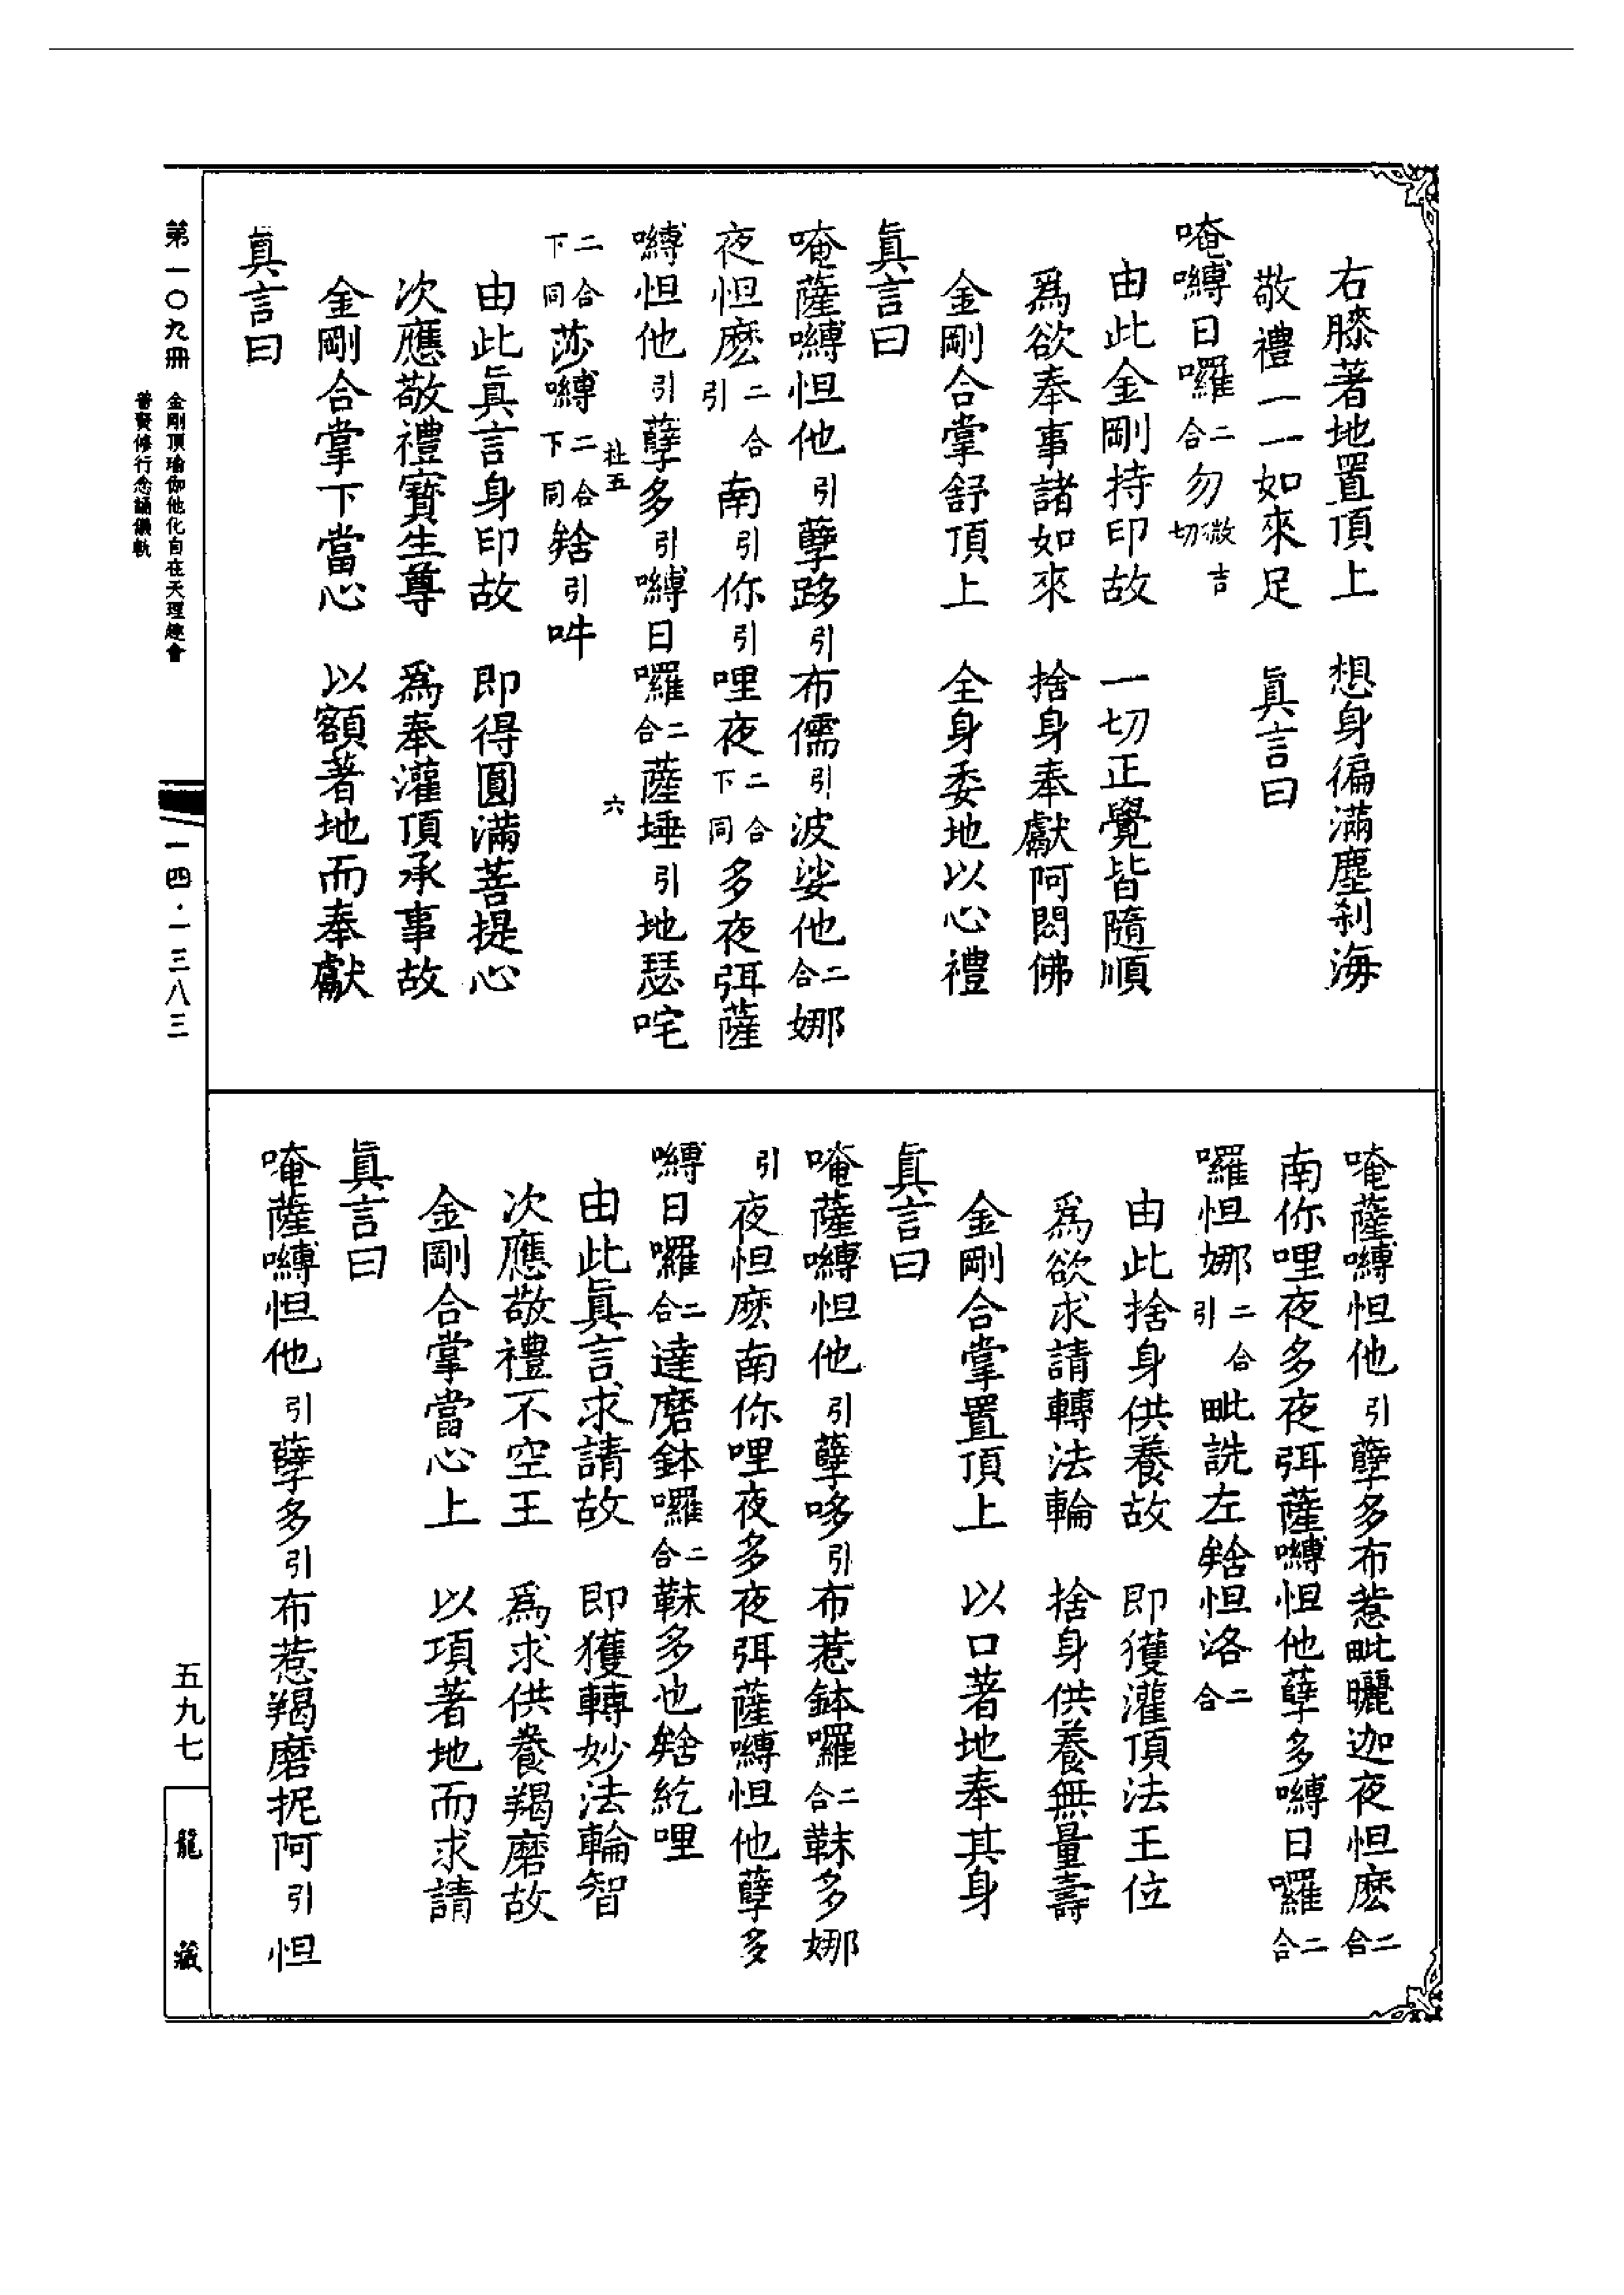 右膝著地置頂上　想身徧滿塵刹海
敬禮一一如來足　眞言曰
唵嚩日囉二合勿微吉切
由此金剛持印故　一切正覺皆隨順
爲欲奉事諸如來　捨身奉獻阿閦佛
金剛合掌舒頂上　全身委地以心禮
眞言曰
唵薩嚩怛他引孽跢引布儒引波娑他二合娜
夜怛麽二合引南引你引哩夜二合下同多夜弭薩
嚩怛他引孽多引嚩日囉二合薩埵引地瑟咤
二合下同莎嚩二合下同𤙖引吽
社五　六
由此眞言身印故　即得圓滿菩提心
次應敬禮寶生尊　爲奉灌頂承事故
金剛合掌下當心　以額著地而奉獻
眞言曰
唵薩嚩怛他引孽多布惹毗曬迦夜怛麽二合
南你哩夜多夜弭薩嚩怛他孽多嚩日囉二合
囉怛娜二合引毗詵左𤙖怛洛二合
由此捨身供養故　即獲灌頂法王位
爲欲求請轉法輪　捨身供養無量壽
金剛合掌置頂上　以口著地奉其身
眞言曰
唵薩嚩怛他引孽哆引布惹鉢囉二合靺多娜
引夜怛麽南你哩夜多夜弭薩嚩怛他孽多
嚩日囉二合達磨鉢囉二合靺多也𤙖紇哩
由此眞言求請故　即獲轉妙法輪智
次應敬禮不空王　爲求供養羯磨故
金剛合掌當心上　以項著地而求請
眞言曰
唵薩嚩怛他引孽多引布惹羯磨抳阿引怛
第一〇九冊　金剛頂瑜伽他化自在天理趣會
普賢修行念誦儀軌
一四·一三八三
五九七
龍藏